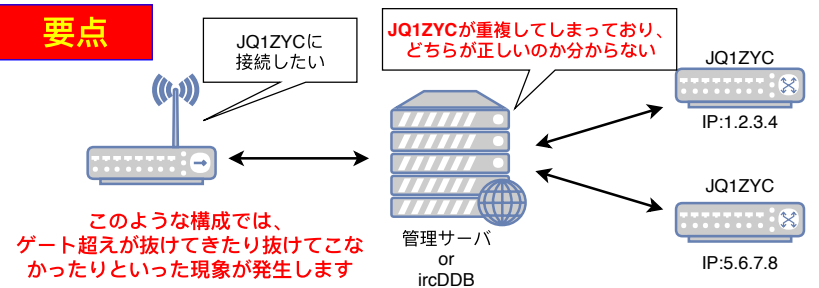 要点
JQ1ZYCに
接続したい
JQ1ZYCが重複してしまっており、
どちらが正しいのか分からない
JQ1ZYC
IP:1.2.3.4
JQ1ZYC
IP:5.6.7.8
管理サーバ
or
ircDDB
このような構成では、
ゲート超えが抜けてきたり抜けてこな
かったりといった現象が発生します